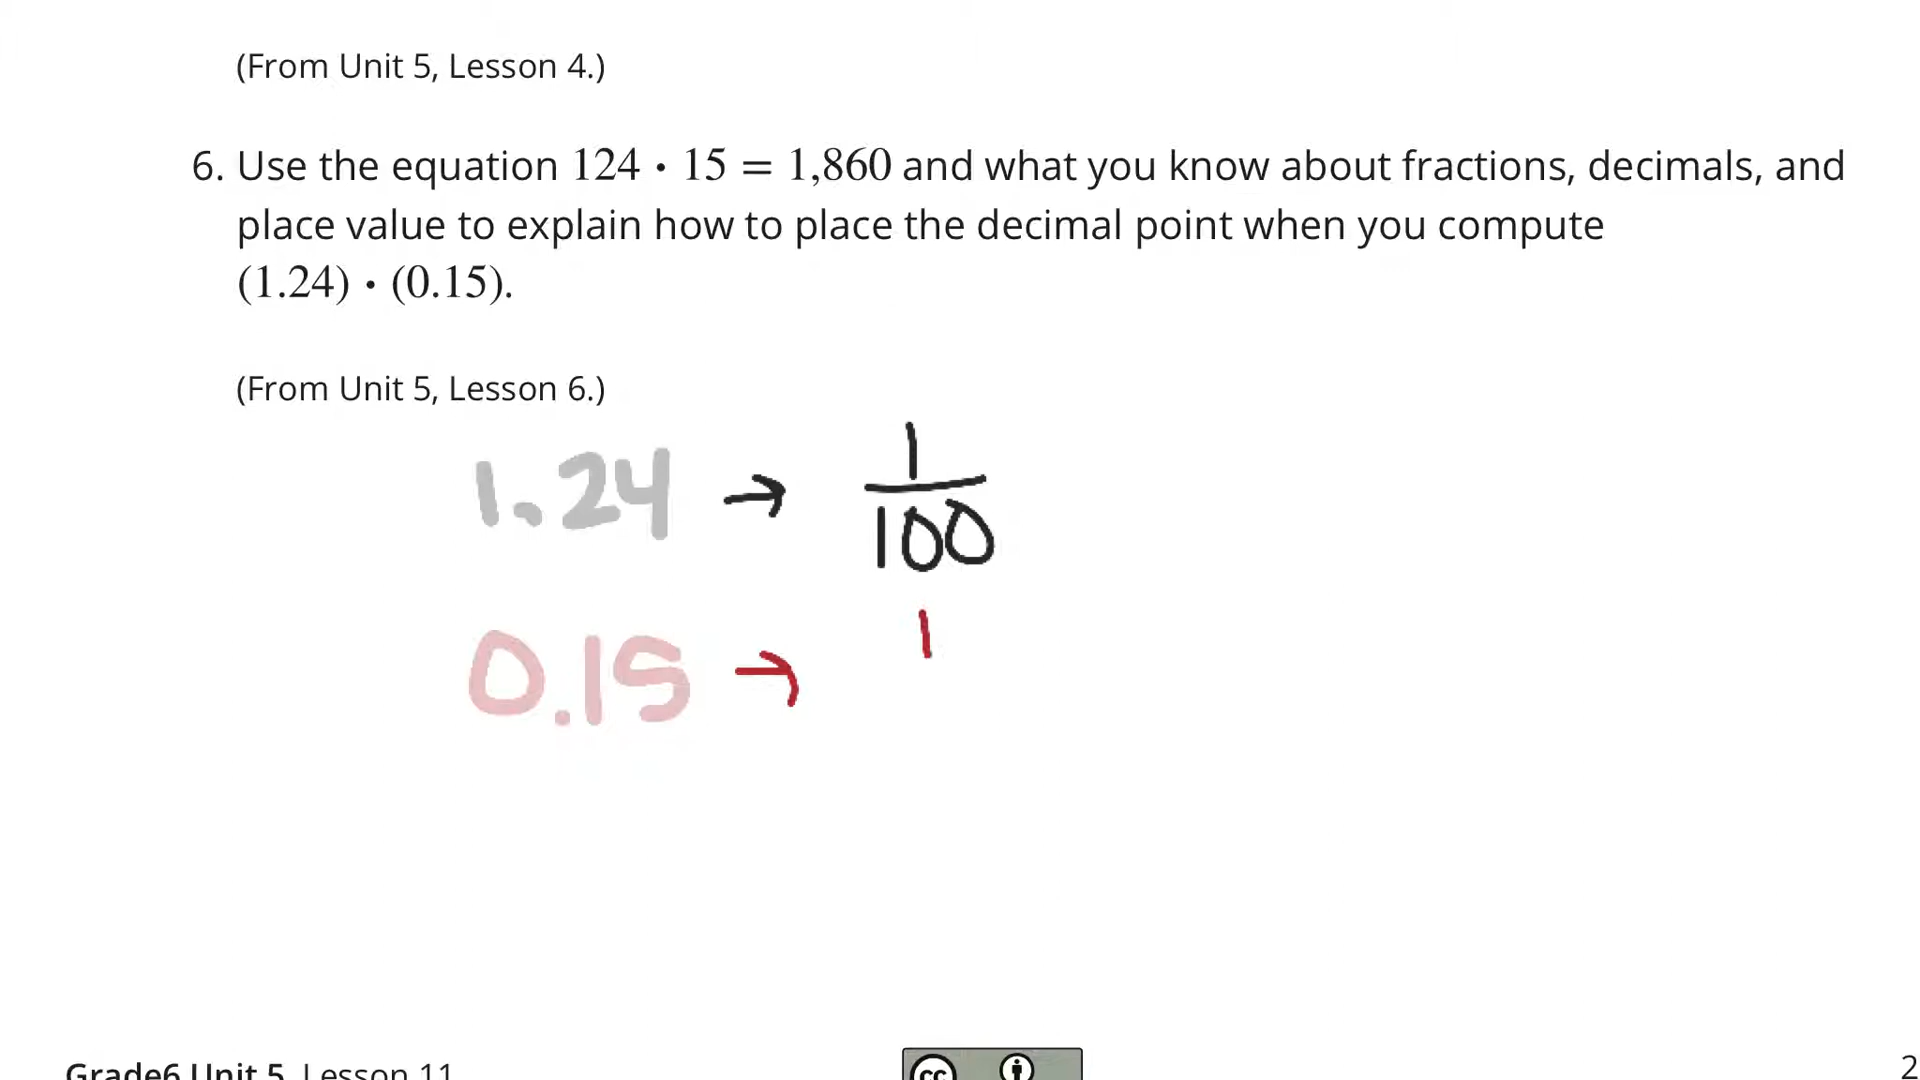 (From Unit 5, Lesson 4.)
6. Use the equation 124 · 15 = 1,860 and what you know about fractions, decimals, and
place value to explain how to place the decimal point when you compute
(1.24) · (0.15).
(From Unit 5, Lesson 6.)
1.24 → 1/100
0.15 → 1
Grade6 Unit 5 Lesson 11
cc
2